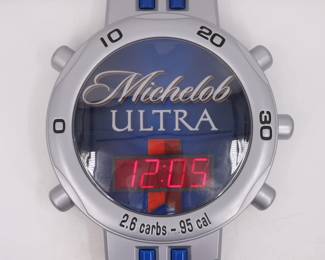 10 20
Michelob
ULTRA
0 30
12:05
2.6 carbs - .95 cal